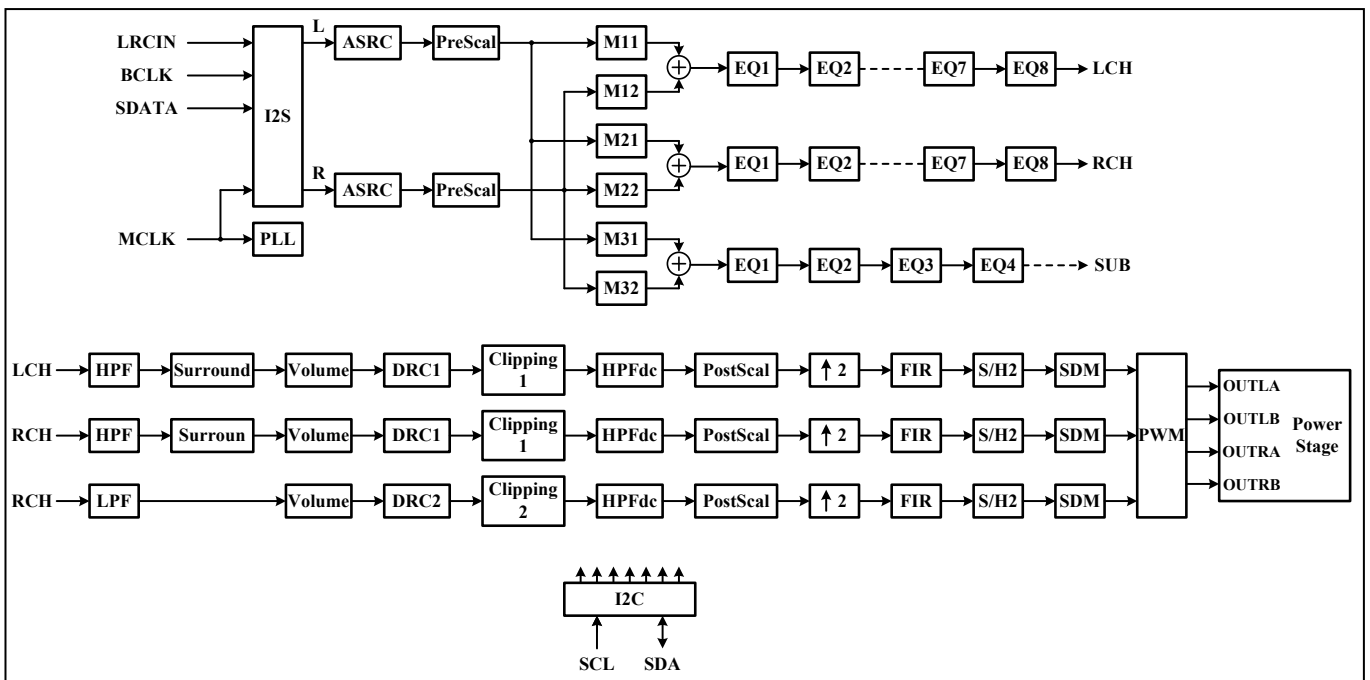 L
LRCIN
ASRC
PreScal
M11
BCLK
EQ1
EQ2
EQ7
EQ8
LCH
M12
SDATA
I2S
M21
R
EQ1
EQ2
EQ7
EQ8
RCH
ASRC
PreScal
M22
MCLK
PLL
M31
EQ1
EQ2
EQ3
EQ4
SUB
M32
LCH
HPF
Surround
Volume
DRC1
Clipping
1
HPFdc
PostScal
↑ 2
FIR
S/H2
SDM
RCH
HPF
Surroun
Volume
DRC1
Clipping
1
HPFdc
PostScal
↑ 2
FIR
S/H2
SDM
RCH
LPF
Volume
DRC2
Clipping
2
HPFdc
PostScal
↑ 2
FIR
S/H2
SDM
PWM
OUTLA
OUTLB
OUTRA
OUTRB
Power
Stage
I2C
SCL
SDA